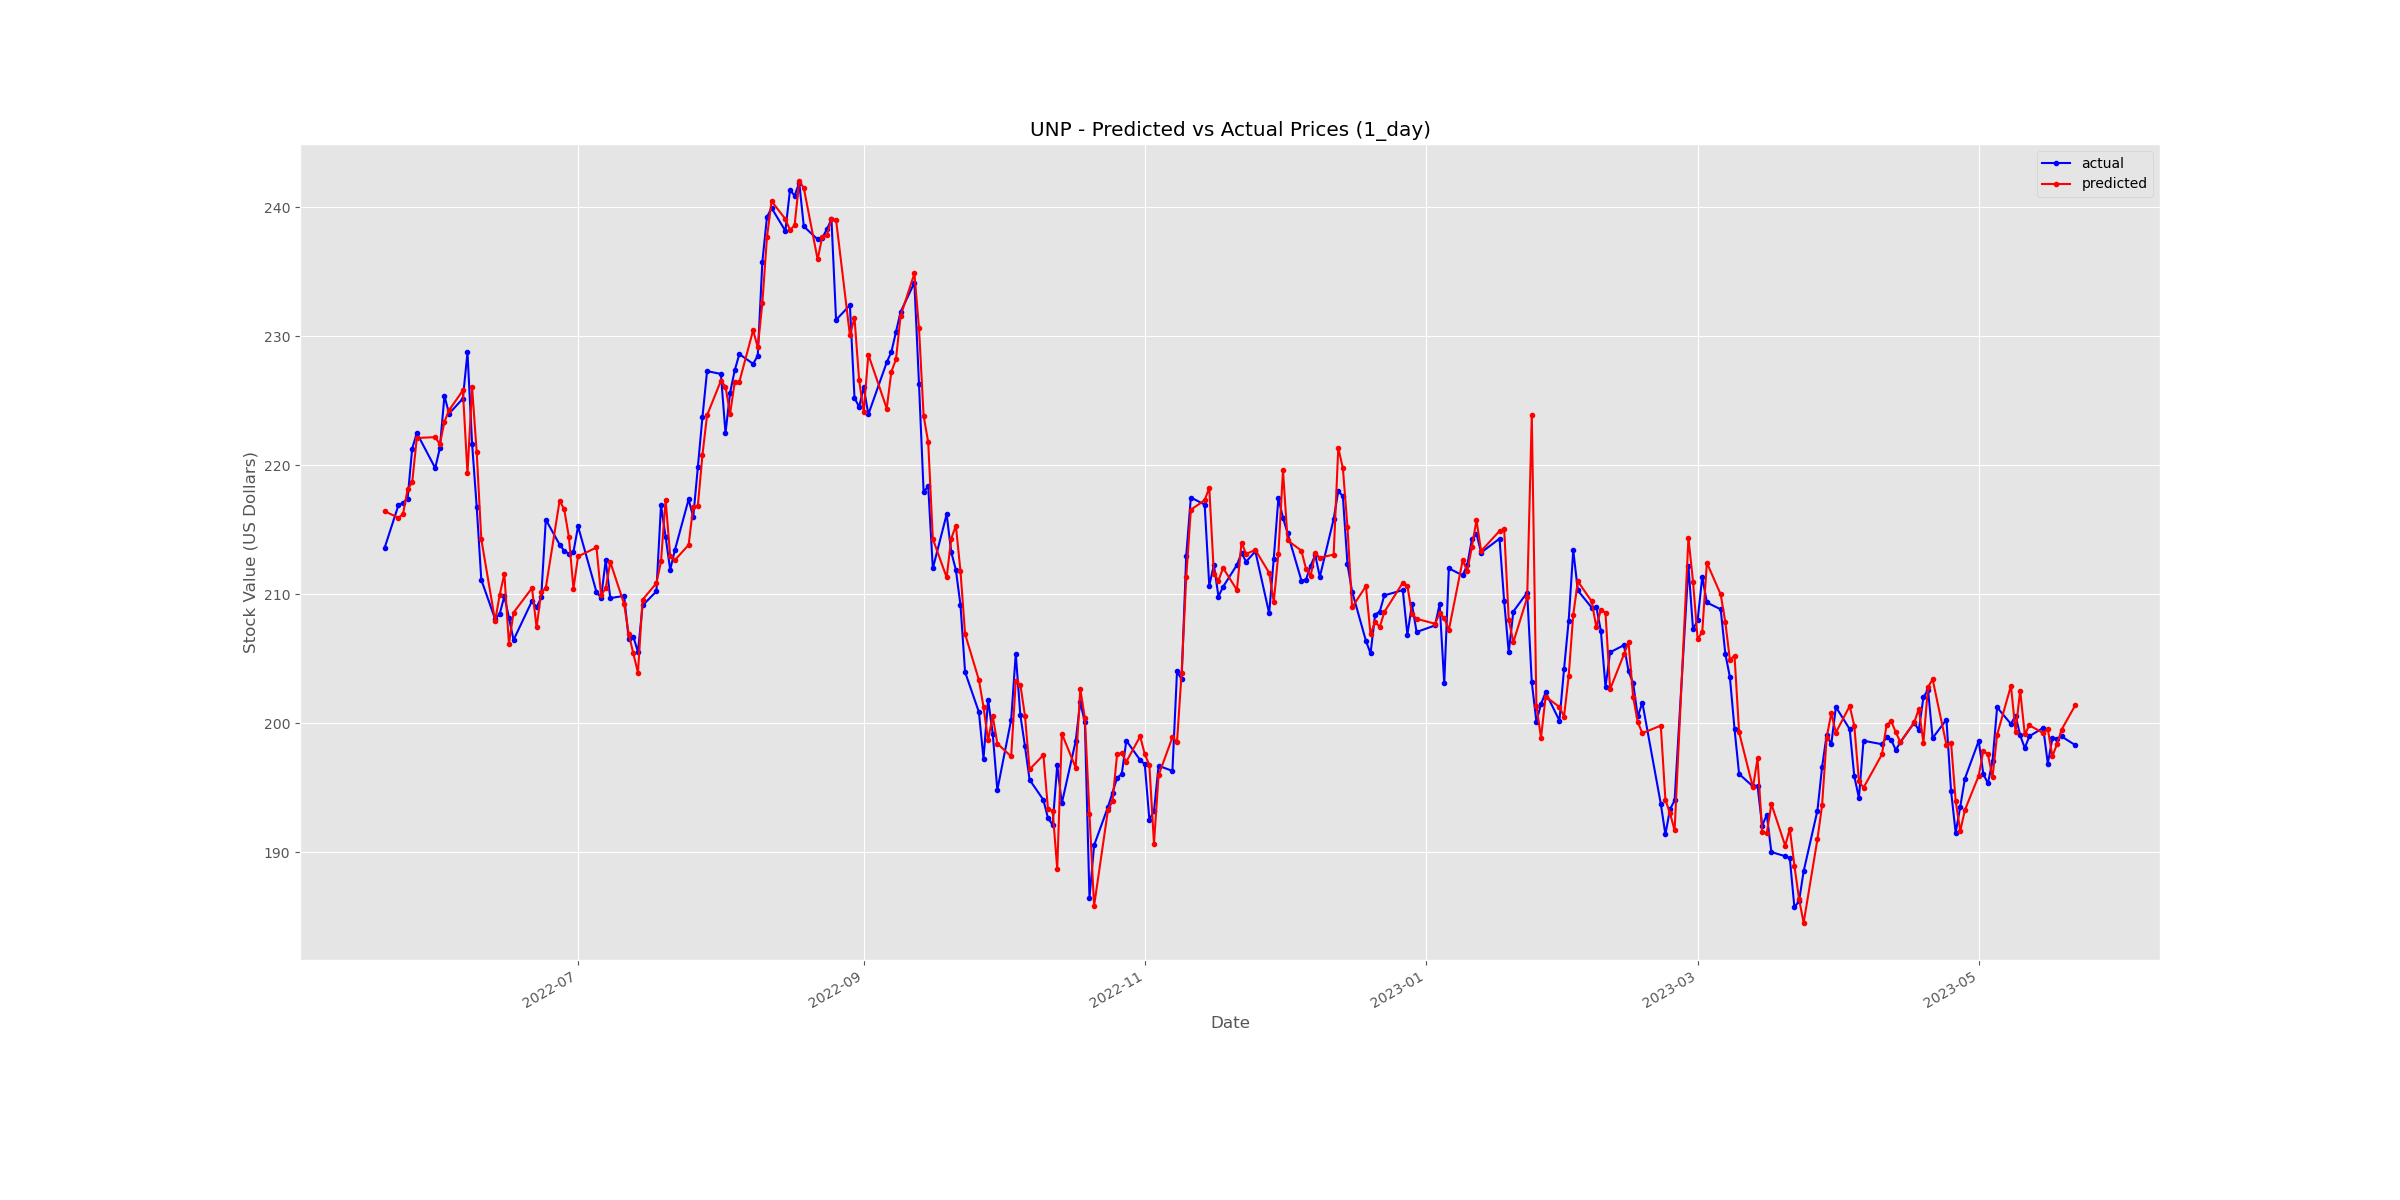 UNP - Predicted vs Actual Prices (1_day)
actual
predicted
Stock Value (US Dollars)
240
230
220
210
200
190
2022-07
2022-09
2022-11
2023-01
2023-03
2023-05
Date